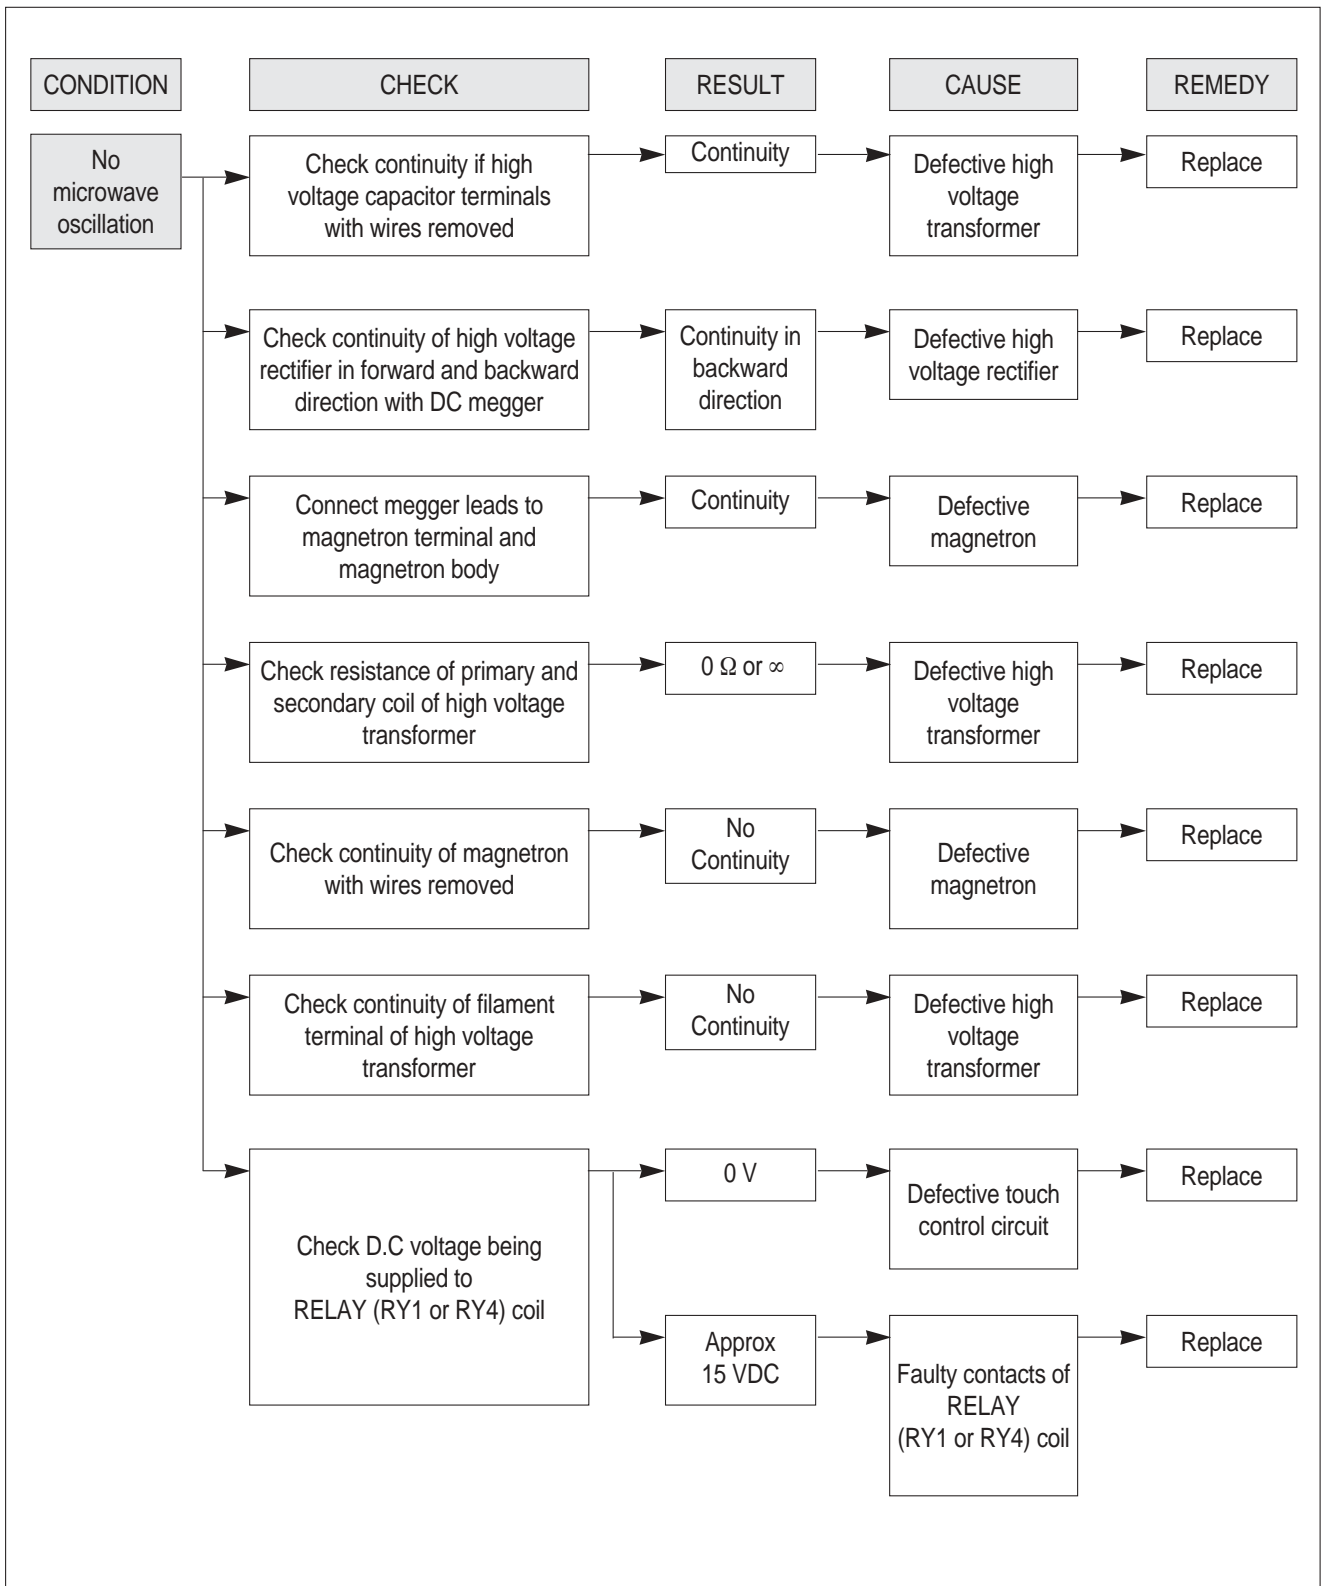 CONDITION
CHECK
RESULT
CAUSE
REMEDY
No
microwave
oscillation
Check continuity if high
voltage capacitor terminals
with wires removed
Continuity
Defective high
voltage
transformer
Replace
Check continuity of high voltage
rectifier in forward and backward
direction with DC megger
Continuity in
backward
direction
Defective high
voltage rectifier
Replace
Connect megger leads to
magnetron terminal and
magnetron body
Continuity
Defective
magnetron
Replace
Check resistance of primary and
secondary coil of high voltage
transformer
0 Ω or ∞
Defective high
voltage
transformer
Replace
Check continuity of magnetron
with wires removed
No
Continuity
Defective
magnetron
Replace
Check continuity of filament
terminal of high voltage
transformer
No
Continuity
Defective high
voltage
transformer
Replace
Check D.C voltage being
supplied to
RELAY (RY1 or RY4) coil
0 V
Defective touch
control circuit
Replace
Approx
15 VDC
Faulty contacts of
RELAY
(RY1 or RY4) coil
Replace